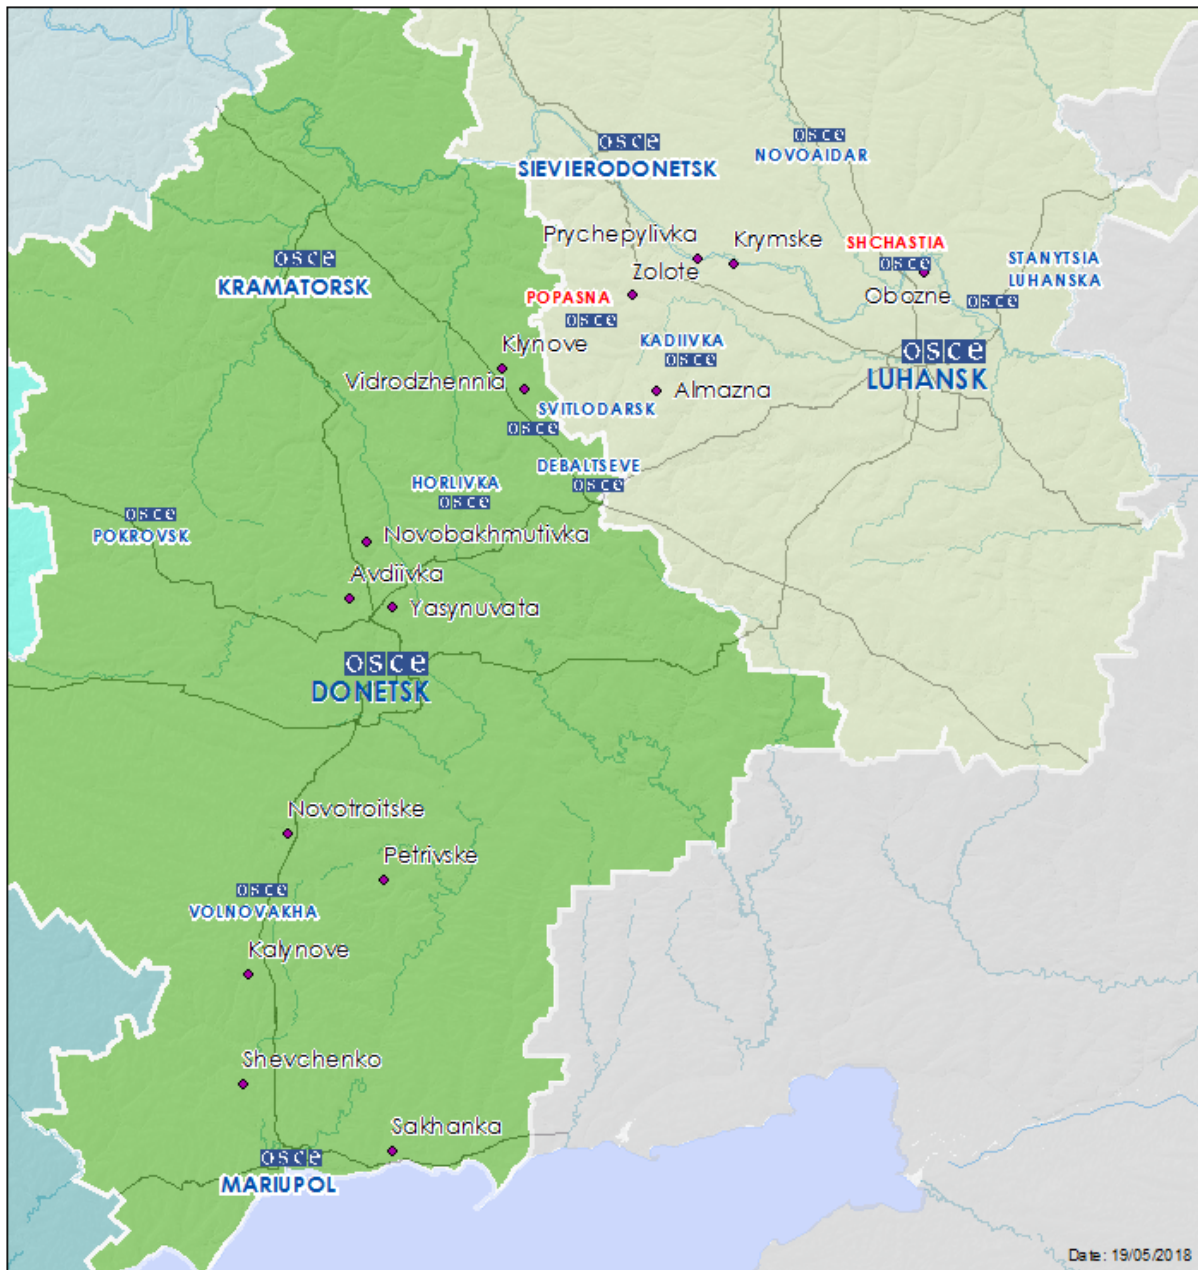 OSCE
SIEVIERODONETSK
OSCE
NOVOAIDAR
OSCE
KRAMATORSK
Prychepylivka
Krymske
Zolote
SHCHASTIA
OSCE
Obozne
STANYTSIA
LUHANSKA
OSCE
POPASNA
OSCE
KADIIVKA
OSCE
Almazna
OSCE
LUHANSK
Klynove
Vidrodzhennia
SVITLODARSK
OSCE
DEBALTSEVE
OSCE
HORLIVKA
OSCE
OSCE
POKROVSK
Novobakhmutivka
Avdiivka
Yasynuvata
OSCE
DONETSK
Novotroitske
Petrivske
OSCE
VOLNOVAKHA
Kalynove
Shevchenko
Sakhanka
OSCE
MARIUPOL
Date: 19/05/2018